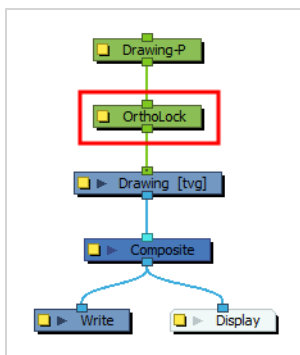 Drawing-P
OrthoLock
Drawing [tvg]
Composite
Write
Display